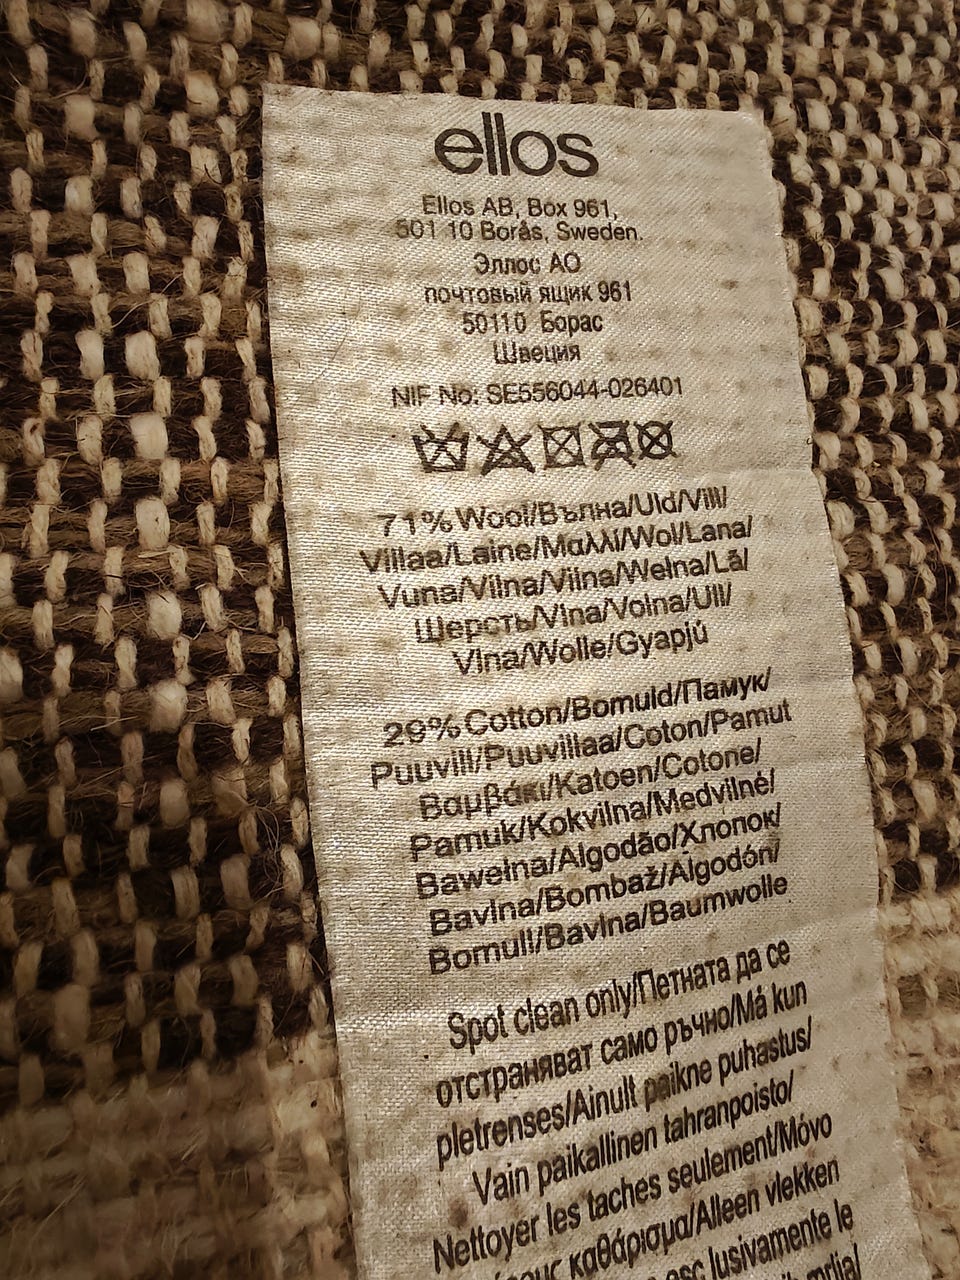 ellos
Ellos AB, Box 961,
501 10 Borås, Sweden.
Эллос АО
почтовый ящик 961
50110 Борас
Швеция
NIF No: SE556044-026401
71% Wool/Вълна/Uld/Vill/
Villaa/Laine/Μαλλί/Wol/Lana/
Vuna/Vilna/Vilna/Wełna/Lã/
Шерсть/Vlna/Volna/Ull/
Vlna/Wolle/Gyapjú
29% Cotton/Bomuld/Памук/
Puuvill/Puuvillaa/Coton/Pamut
Βαμβάκι/Katoen/Cotone/
Pamuk/Kokvilna/Medvilnė/
Bawełna/Algodão/Хлопок/
Bavlna/Bombaž/Algodón/
Bomull/Bavlna/Baumwolle
Spot clean only/Петната да се
отстраняват само ръчно/Må kun
pletrenses/Ainult paikne puhastus/
Vain paikallinen tahranpoisto/
Nettoyer les taches seulement/Μόνο
καθάρισμα/Alleen vlekken
lusivamente le